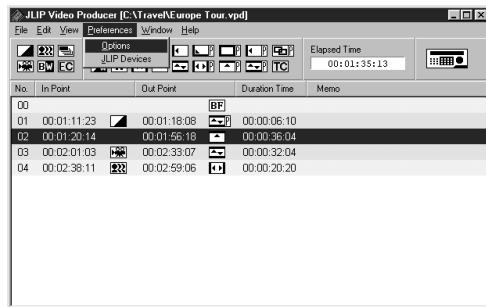 JLIP Video Producer [C:\Travel\Europe Tour.vpd]
File Edit View Preferences Window Help
Options
JLIP Devices
P P P P
BW EC P P P TC
Elapsed Time
00:01:35:13
No. In Point Out Point Duration Time Memo
00 BF
01 00:01:11:23 00:01:18:08 P 00:00:06:10
02 00:01:20:14 00:01:56:18 00:00:36:04
03 00:02:01:03 00:02:33:07 00:00:32:04
04 00:02:38:11 00:02:59:06 00:00:20:20